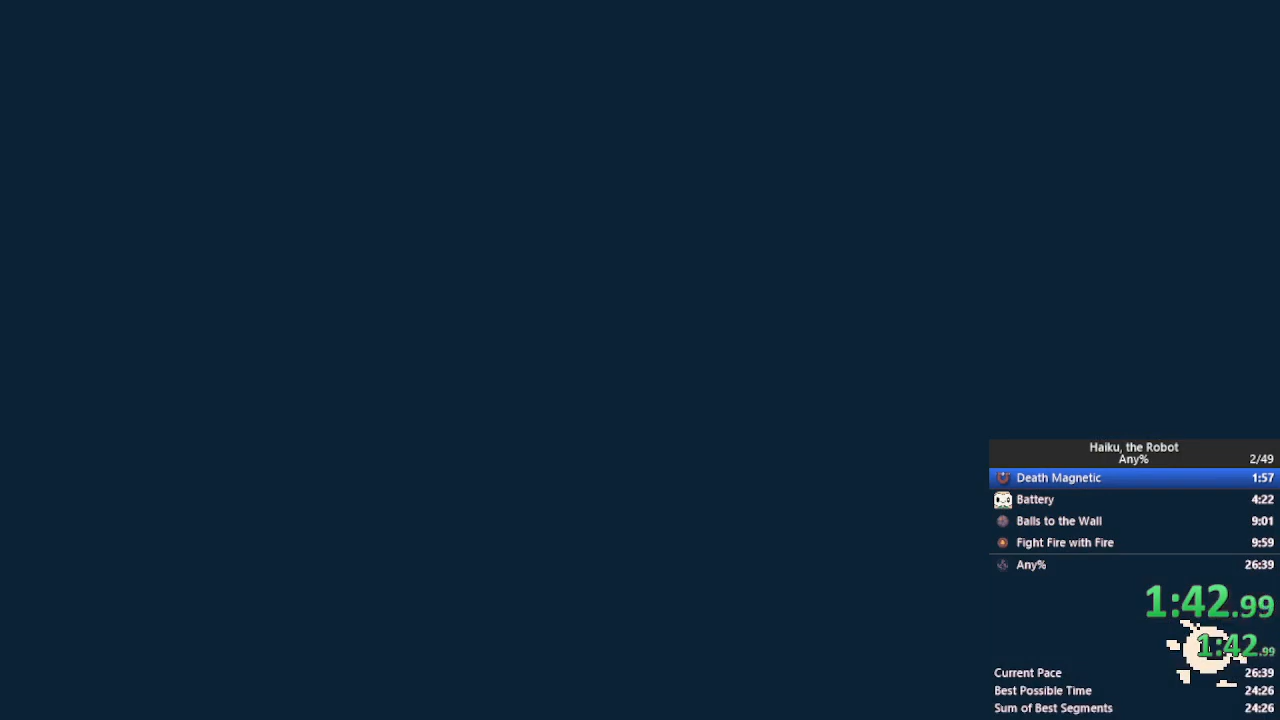 Haiku, the Robot
Any% 2/49
Death Magnetic 1:57
Battery 4:22
Balls to the Wall 9:01
Fight Fire with Fire 9:59
Any% 26:39
1:42.99
1:42.99
Current Pace 26:39
Best Possible Time 24:26
Sum of Best Segments 24:26